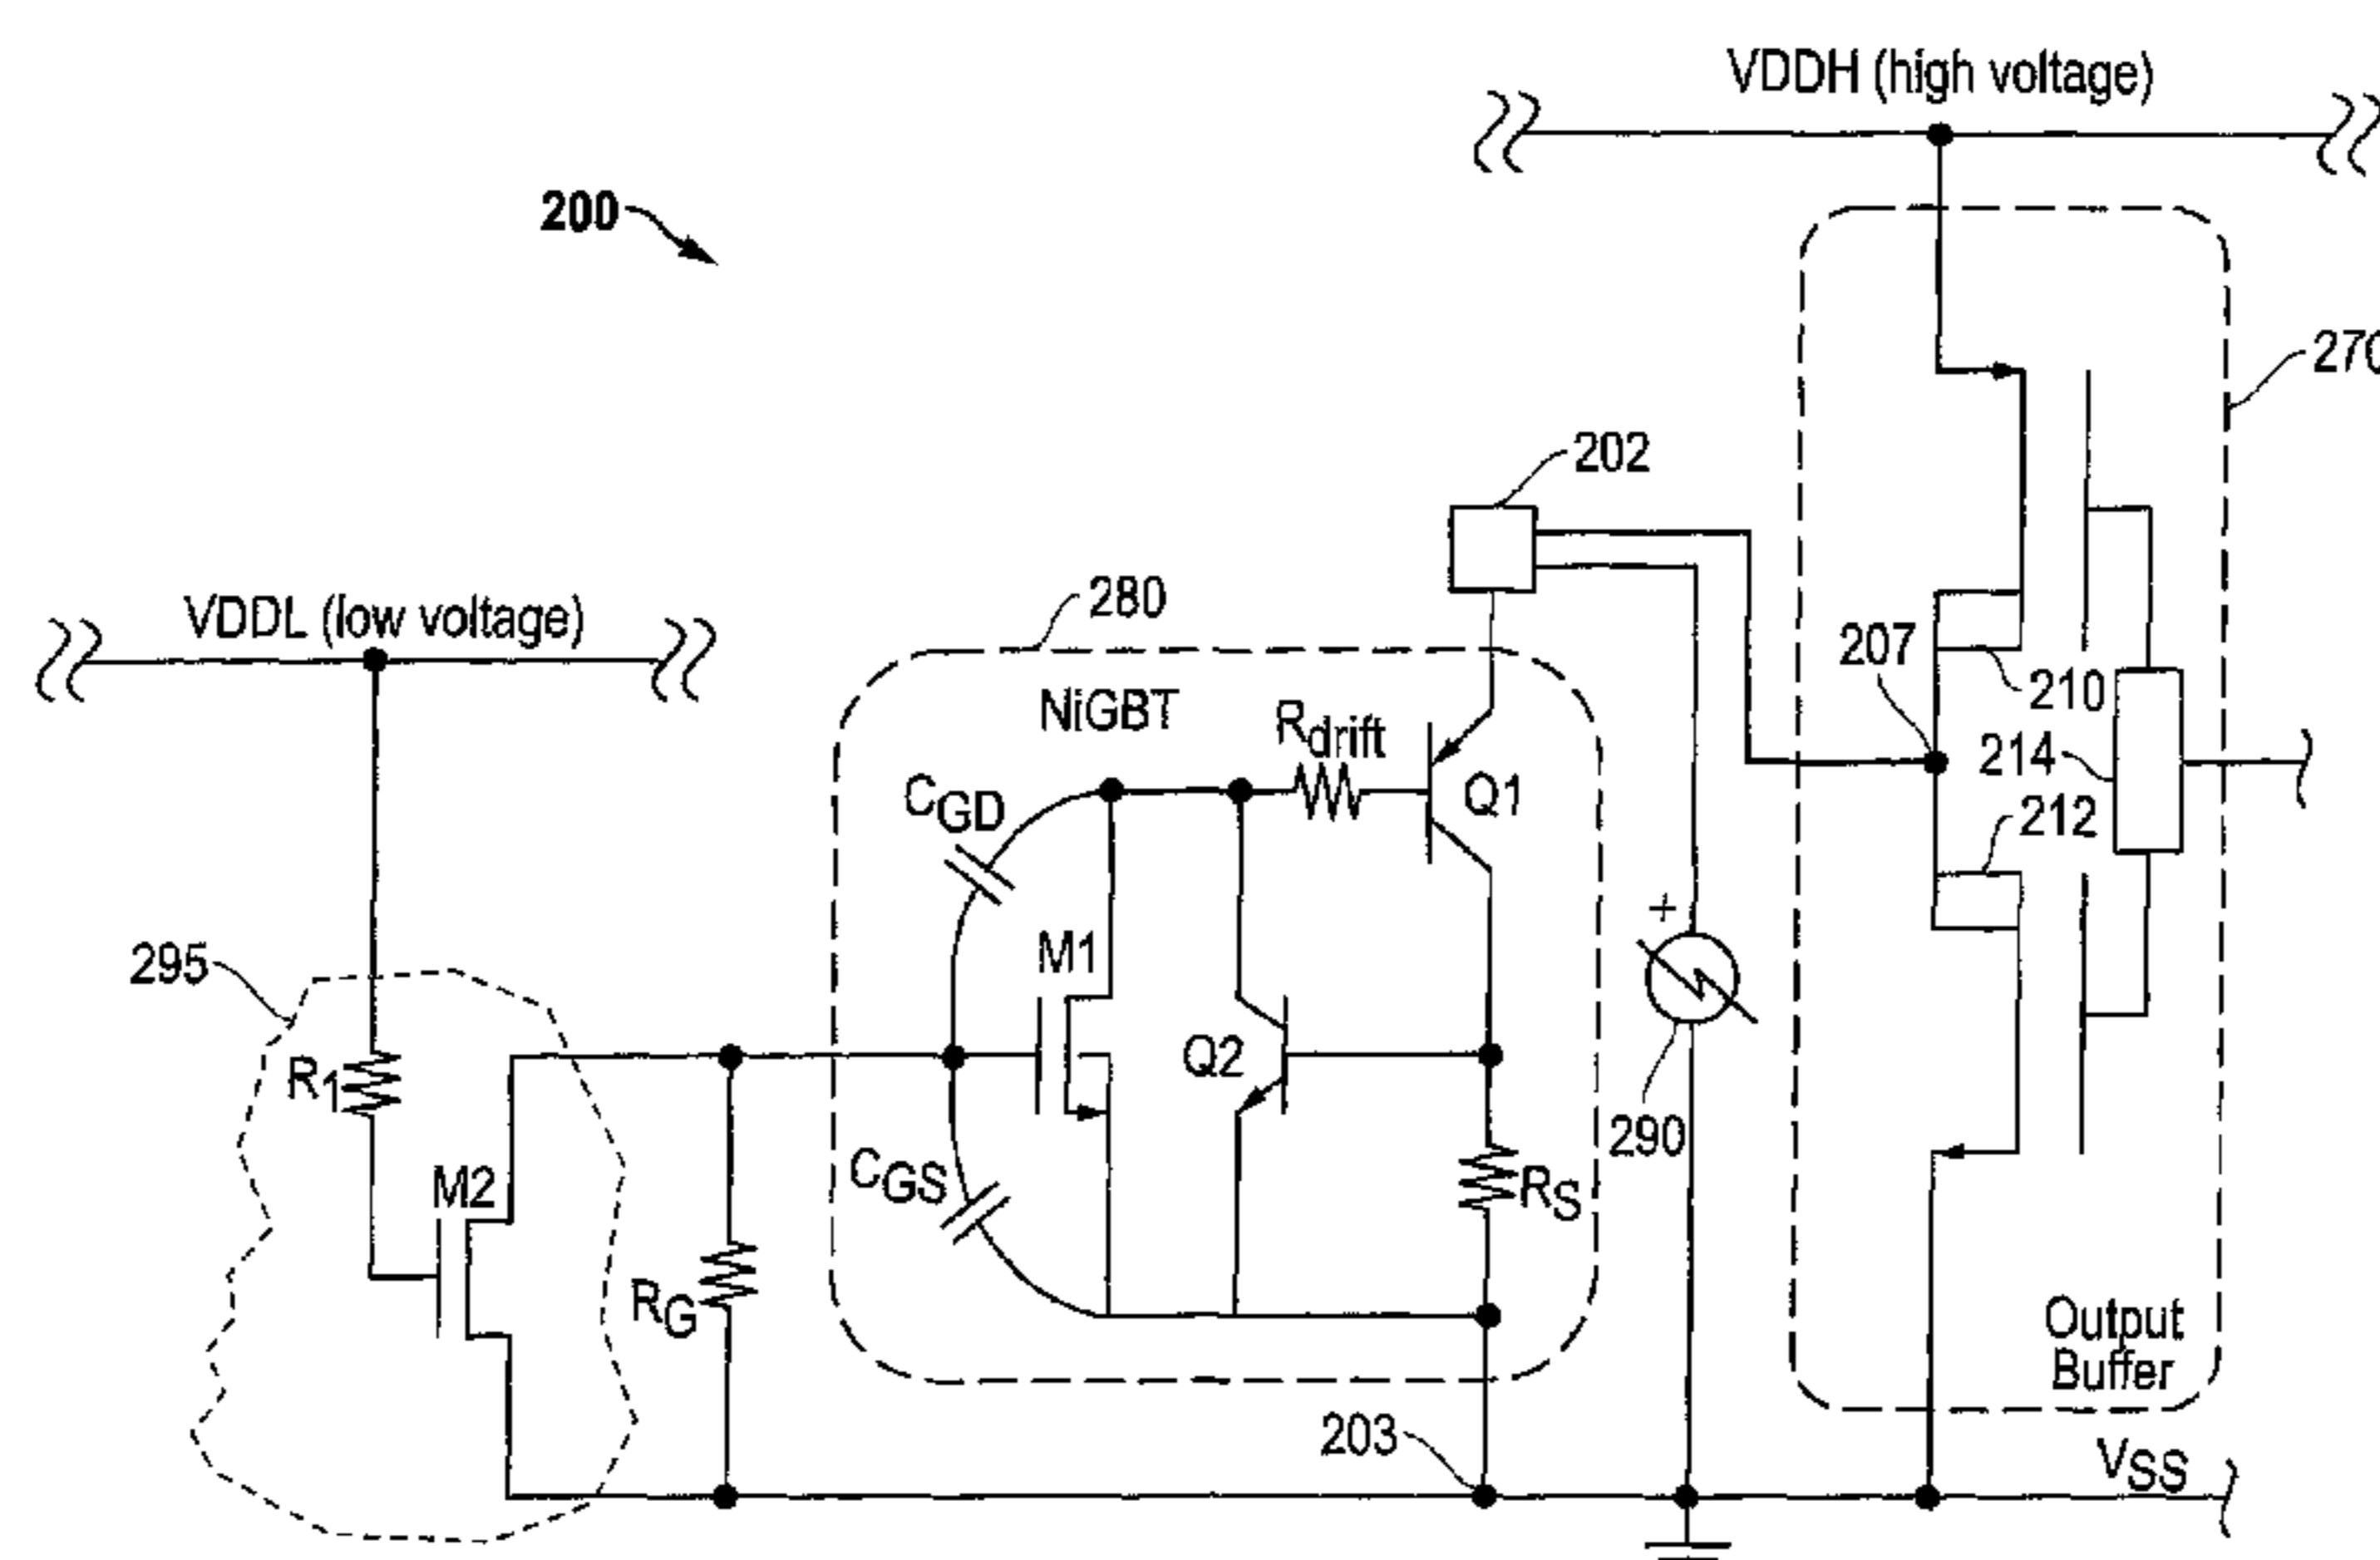 VDDH (high voltage)
200
270
202
VDDL (low voltage)
280
NiGBT
Rdrift
207
210
CGD
Q1
214
212
+
295
M1
R1
Q2
290
M2
CGS
RS
RG
Output
Buffer
203
VSS